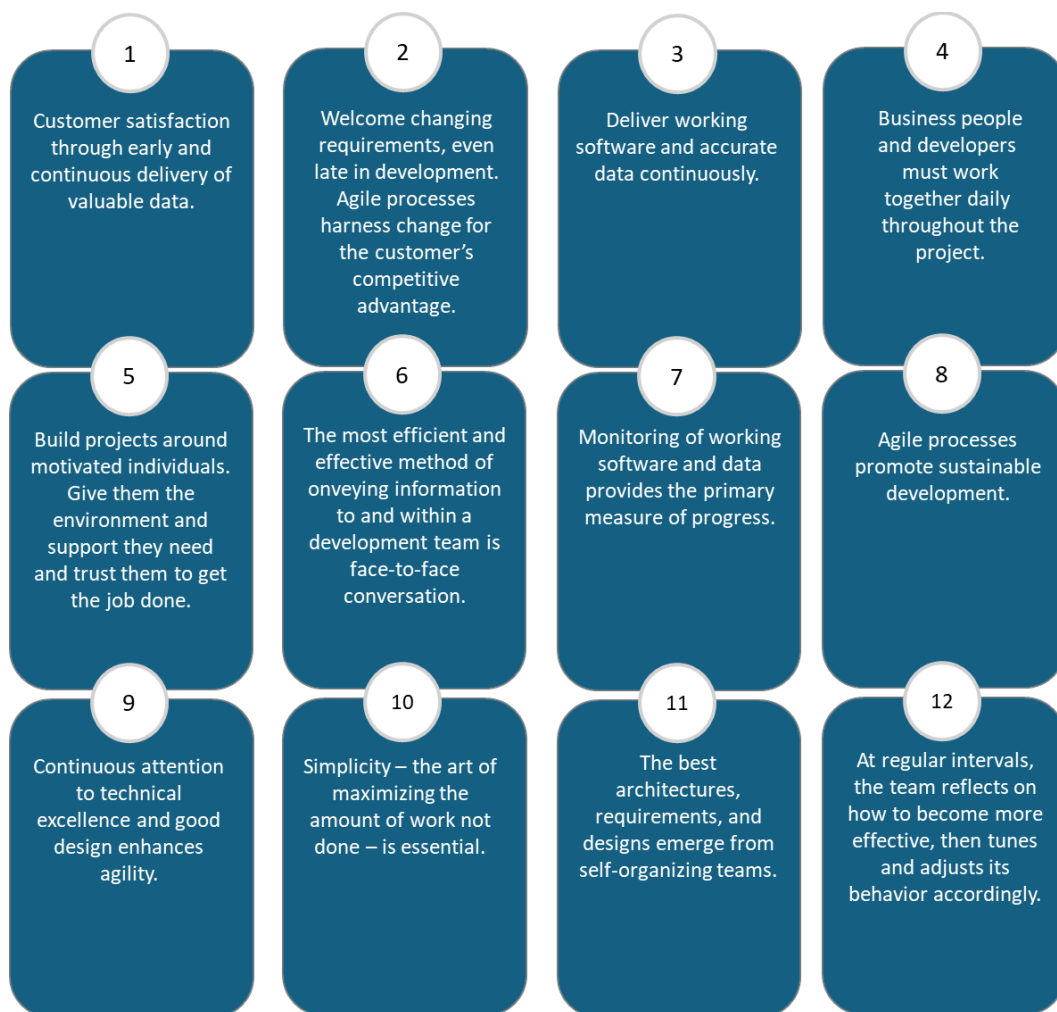 1
Customer satisfaction
through early and
continuous delivery of
valuable data.
2
Welcome changing
requirements, even
late in development.
Agile processes
harness change for
the customer’s
competitive
advantage.
3
Deliver working
software and accurate
data continuously.
4
Business people
and developers
must work
together daily
throughout the
project.
5
Build projects around
motivated individuals.
Give them the
environment and
support they need
and trust them to get
the job done.
6
The most efficient and
effective method of
onveying information
to and within a
development team is
face-to-face
conversation.
7
Monitoring of working
software and data
provides the primary
measure of progress.
8
Agile processes
promote sustainable
development.
9
Continuous attention
to technical
excellence and good
design enhances
agility.
10
Simplicity – the art of
maximizing the
amount of work not
done – is essential.
11
The best
architectures,
requirements, and
designs emerge from
self-organizing teams.
12
At regular intervals,
the team reflects on
how to become more
effective, then tunes
and adjusts its
behavior accordingly.